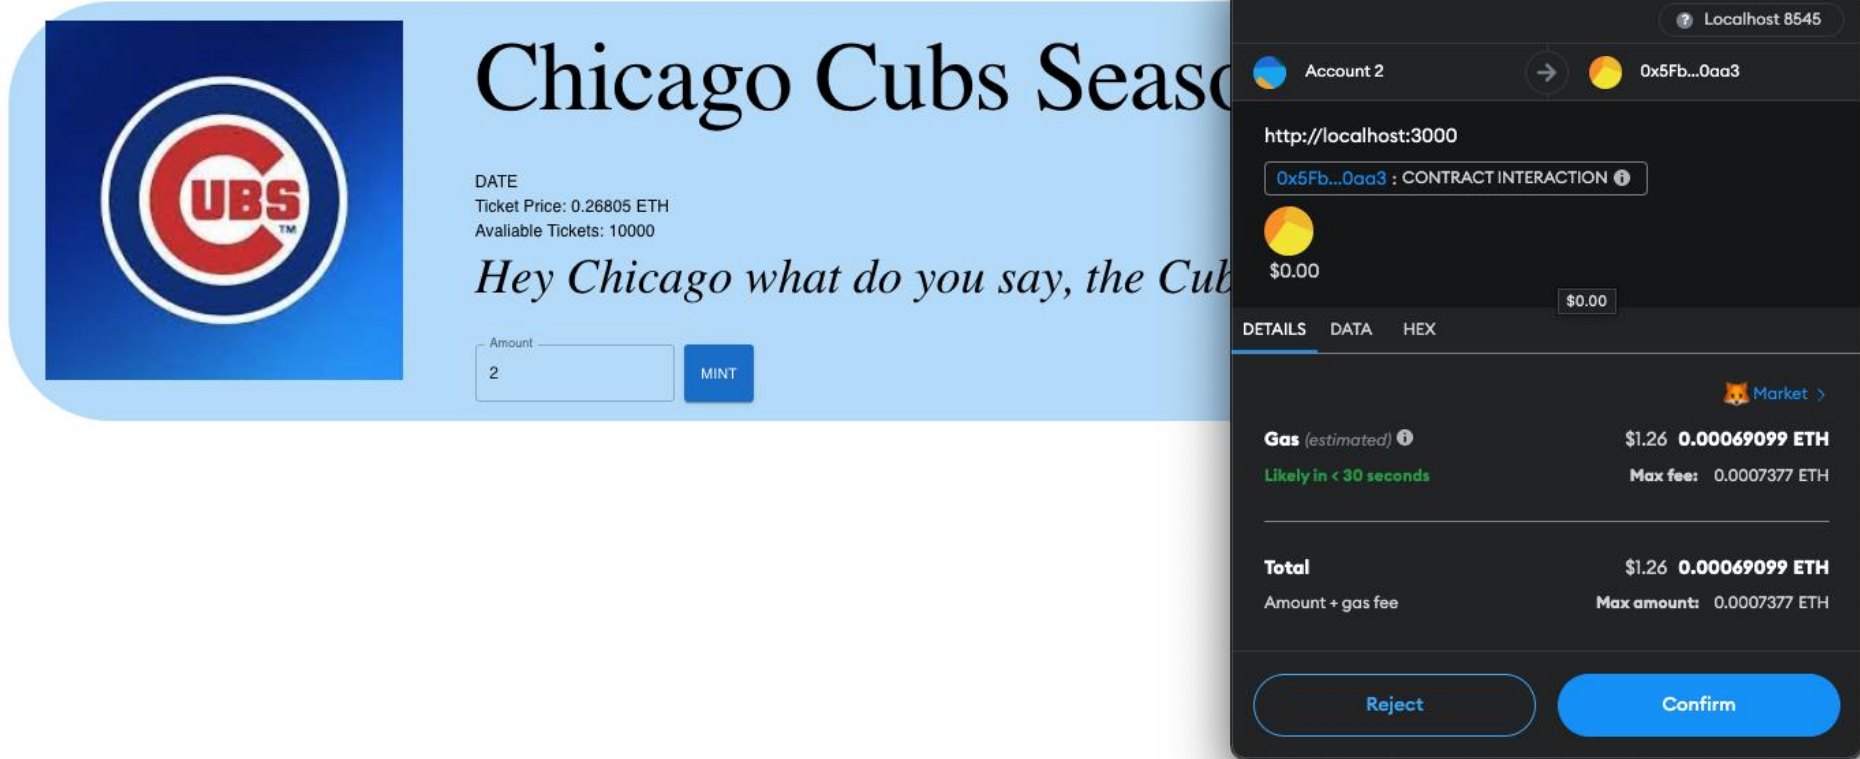 UBS
TM
Chicago Cubs Seaso
DATE
Ticket Price: 0.26805 ETH
Avaliable Tickets: 10000
Hey Chicago what do you say, the Cub
Amount
2
MINT
Localhost 8545
Account 2
0x5Fb...0aa3
http://localhost:3000
0x5Fb...0aa3 : CONTRACT INTERACTION
$0.00
$0.00
DETAILS DATA HEX
Market >
Gas (estimated) $1.26 0.00069099 ETH
Likely in < 30 seconds Max fee: 0.0007377 ETH
Total $1.26 0.00069099 ETH
Amount + gas fee Max amount: 0.0007377 ETH
Reject Confirm